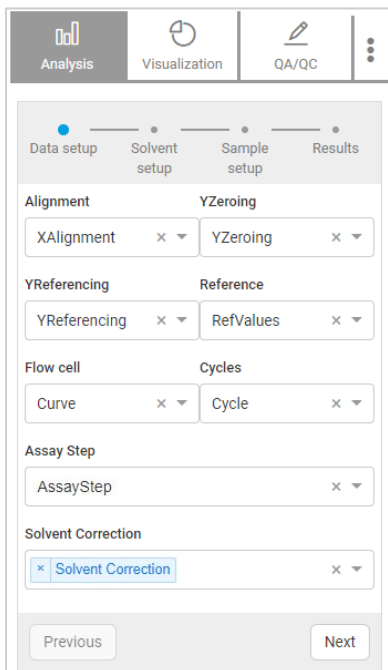 Analysis Visualization QA/QC
Data setup Solvent setup Sample setup Results
Alignment YZeroing
XAlignment × YZeroing ×
YReferencing Reference
YReferencing × RefValues ×
Flow cell Cycles
Curve × Cycle ×
Assay Step
AssayStep ×
Solvent Correction
× Solvent Correction ×
Previous Next